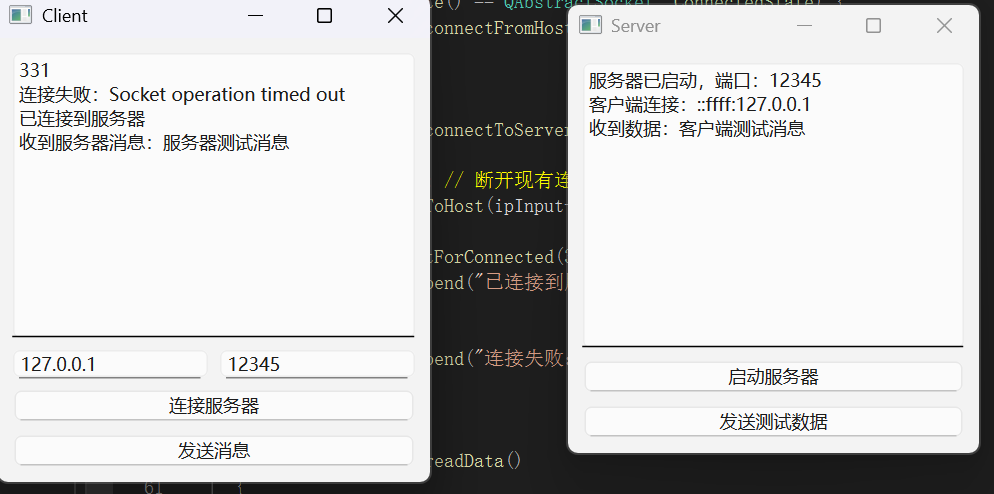 Client
331
连接失败：Socket operation timed out
已连接到服务器
收到服务器消息：服务器测试消息
127.0.0.1
12345
连接服务器
发送消息
te() == QAbstractSocket::ConnectedState) {
connectFromHost
connectToServer
// 断开现有连
ToHost(ipInput-
tForConnected(3
pend("已连接到
pend("连接失败:
readData()
61 {
Server
服务器已启动，端口：12345
客户端连接：::ffff:127.0.0.1
收到数据：客户端测试消息
启动服务器
发送测试数据